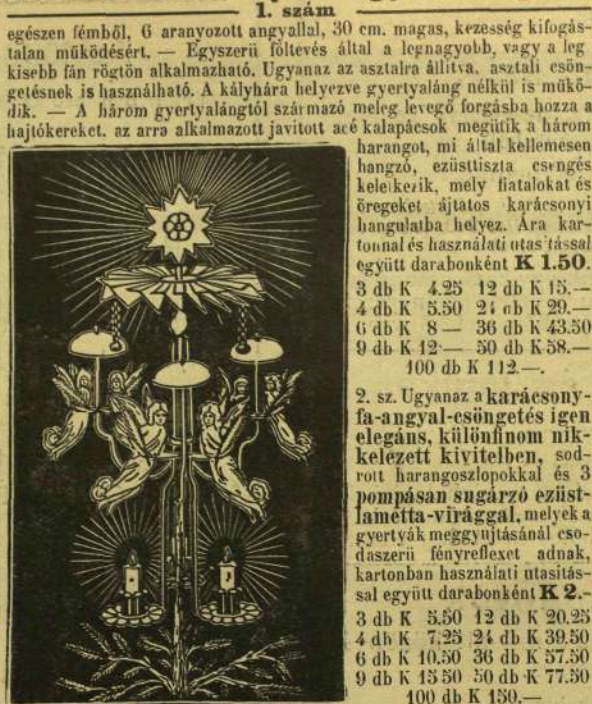 1. szám
egészen fémből, 6 aranyozott angyallal, 30 cm. magas, kezesség kifogás-
talan működésért. — Egyszerü föltevés által a legnagyobb, vagy a leg
kisebb fán rögtön alkalmazható. Ugyanaz az asztalra állitva, asztali csön-
getésnek is használható. A kályhára helyezve gyertyaláng nélkül is műkö-
dik. — A három gyertyalángtól származó meleg levegő forgásba hozza a
hajtókereket. az arra alkalmazott javitott acé kalapácsok megütik a három
harangot, mi által kellemesen
hangzó, ezüsttiszta csengés
keletkezik, mely fiatalokat és
öregeket ájtatos karácsonyi
hangulatba helyez. Ára kar-
tonnal és használati utasitással
együtt darabonként K 1.50.
3 db K 4.25 12 db K 15.—
4 db K 5.50 24 db K 29.—
6 db K 8 — 36 db K 43.50
9 db K 12 — 50 db K 58.—
100 db K 112.—.
2. sz. Ugyanaz a karácsony-
fa-angyal-csöngetés igen
elegáns, különfinom nik-
kelezett kivitelben, sod-
rott harangoszlopokkal és 3
pompásan sugárzó ezüst-
lametta-virággal, melyek a
gyertyák meggyujtásánál cso-
daszerü fényreflexet adnak,
kartonban használati utasitás-
sal együtt darabonként K 2.-
3 db K 5.50 12 db K 20.25
4 db K 7.25 24 db K 39.50
6 db K 10.50 36 db K 57.50
9 db K 15 50 50 db K 77.50
100 db K 150.—